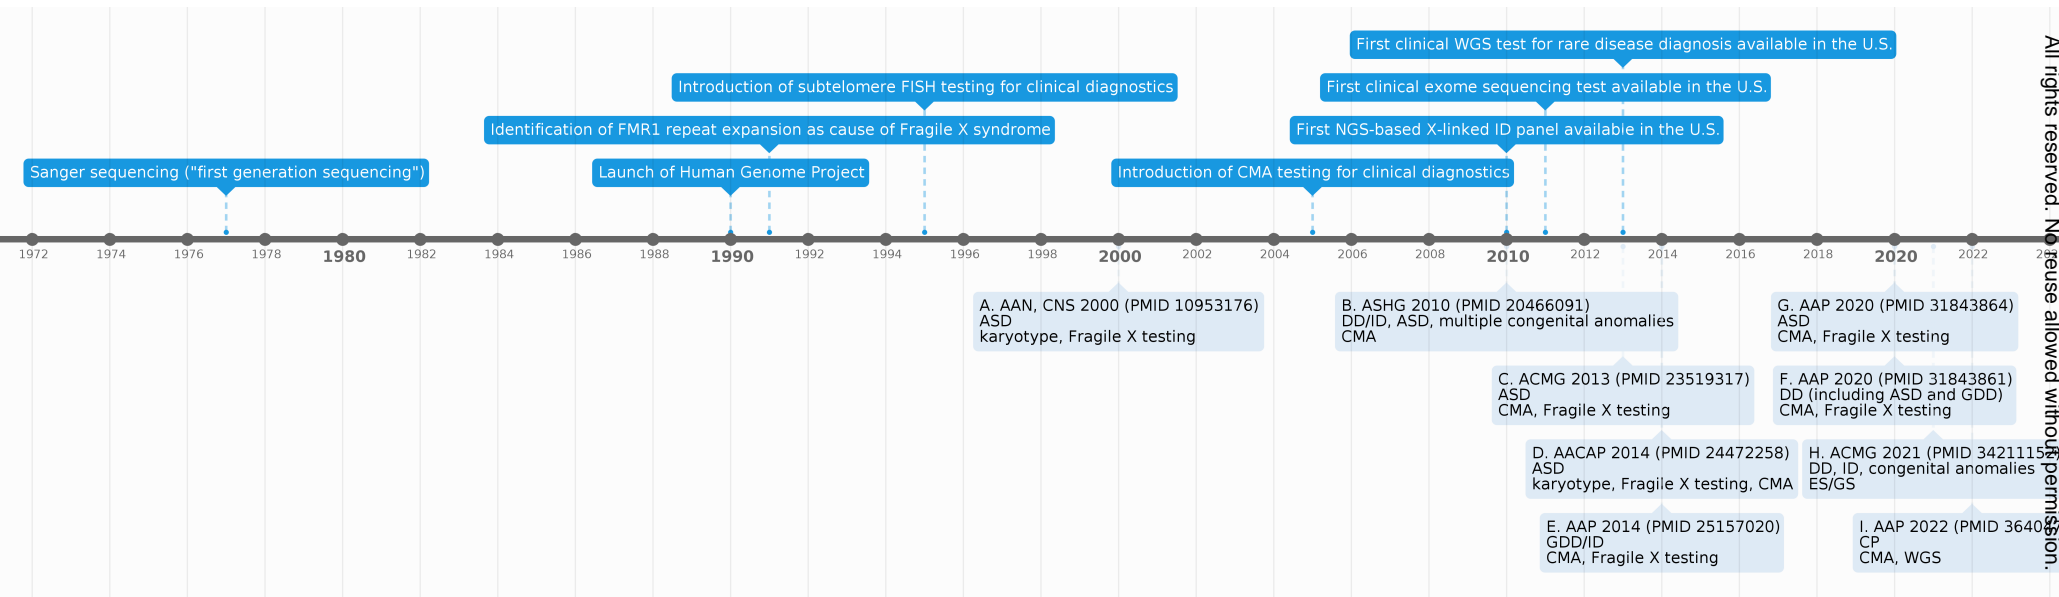 First clinical WGS test for rare disease diagnosis available in the U.S.
Introduction of subtelomere FISH testing for clinical diagnostics
First clinical exome sequencing test available in the U.S.
Identification of FMR1 repeat expansion as cause of Fragile X syndrome
First NGS-based X-linked ID panel available in the U.S.
Sanger sequencing ("first generation sequencing")
Launch of Human Genome Project
Introduction of CMA testing for clinical diagnostics
1972 1974 1976 1978 1980 1982 1984 1986 1988 1990 1992 1994 1996 1998 2000 2002 2004 2006 2008 2010 2012 2014 2016 2018 2020 2022
A. AAN, CNS 2000 (PMID 10953176)
ASD
karyotype, Fragile X testing
B. ASHG 2010 (PMID 20466091)
DD/ID, ASD, multiple congenital anomalies
CMA
G. AAP 2020 (PMID 31843864)
ASD
CMA, Fragile X testing
C. ACMG 2013 (PMID 23519317)
ASD
CMA, Fragile X testing
F. AAP 2020 (PMID 31843861)
DD (including ASD and GDD)
CMA, Fragile X testing
D. AACAP 2014 (PMID 24472258)
ASD
karyotype, Fragile X testing, CMA
H. ACMG 2021 (PMID
DD, ID, congenital anomalies
ES/GS
E. AAP 2014 (PMID 25157020)
GDD/ID
CMA, Fragile X testing
I. AAP 2022 (PMID
CP
CMA, WGS
All rights reserved. No reuse allowed without permission.